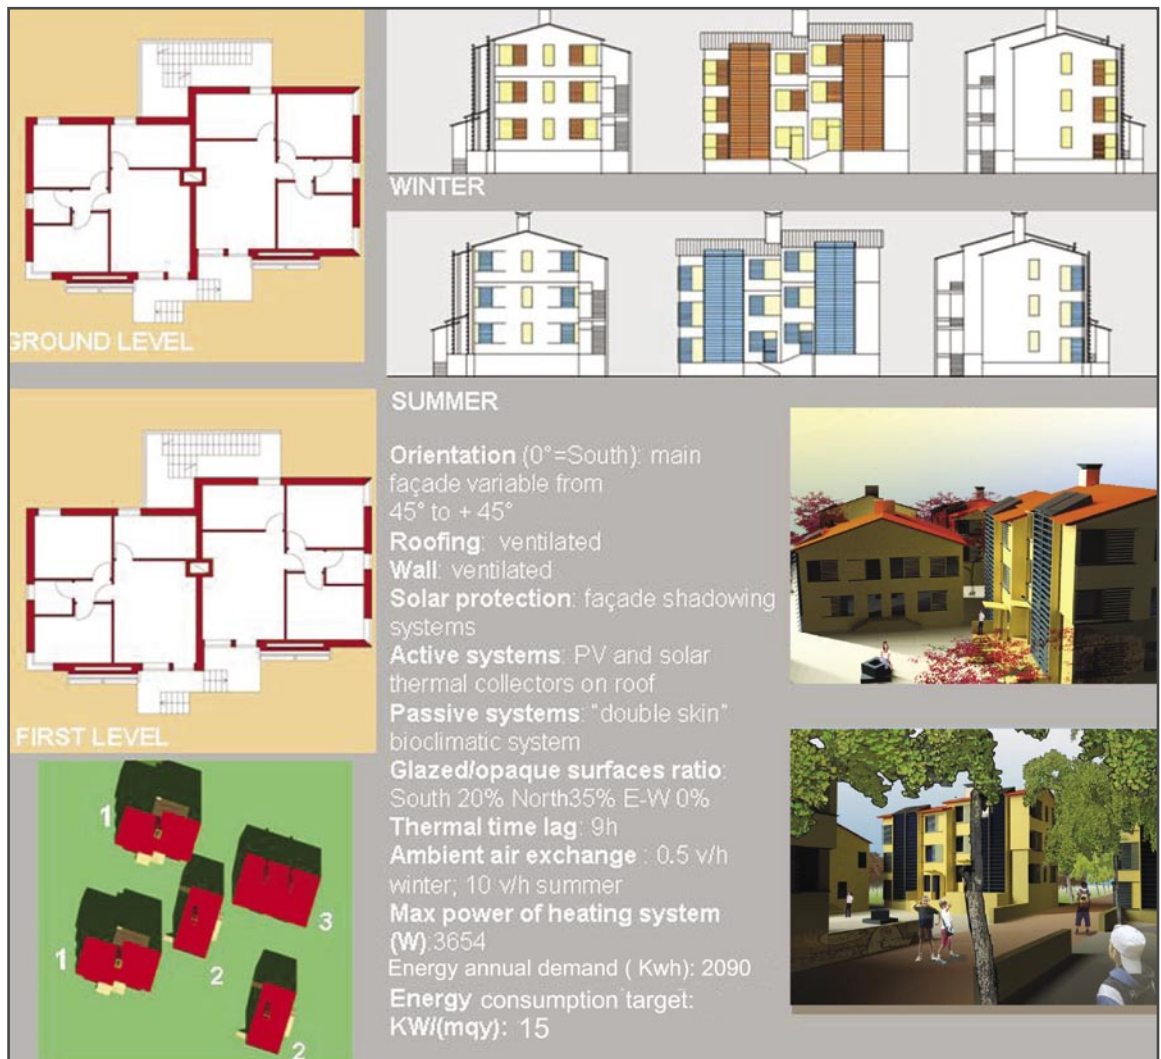 GROUND LEVEL
WINTER
SUMMER
FIRST LEVEL
Orientation (0°=South): main
façade variable from
45° to + 45°
Roofing: ventilated
Wall: ventilated
Solar protection: façade shadowing
systems
Active systems: PV and solar
thermal collectors on roof
Passive systems: "double skin"
bioclimatic system
Glazed/opaque surfaces ratio:
South 20% North35% E-W 0%
Thermal time lag: 9h
Ambient air exchange : 0.5 v/h
winter; 10 v/h summer
Max power of heating system
(W):3654
Energy annual demand ( Kwh): 2090
Energy consumption target:
KW/(mqy): 15
1
3
1
2
2